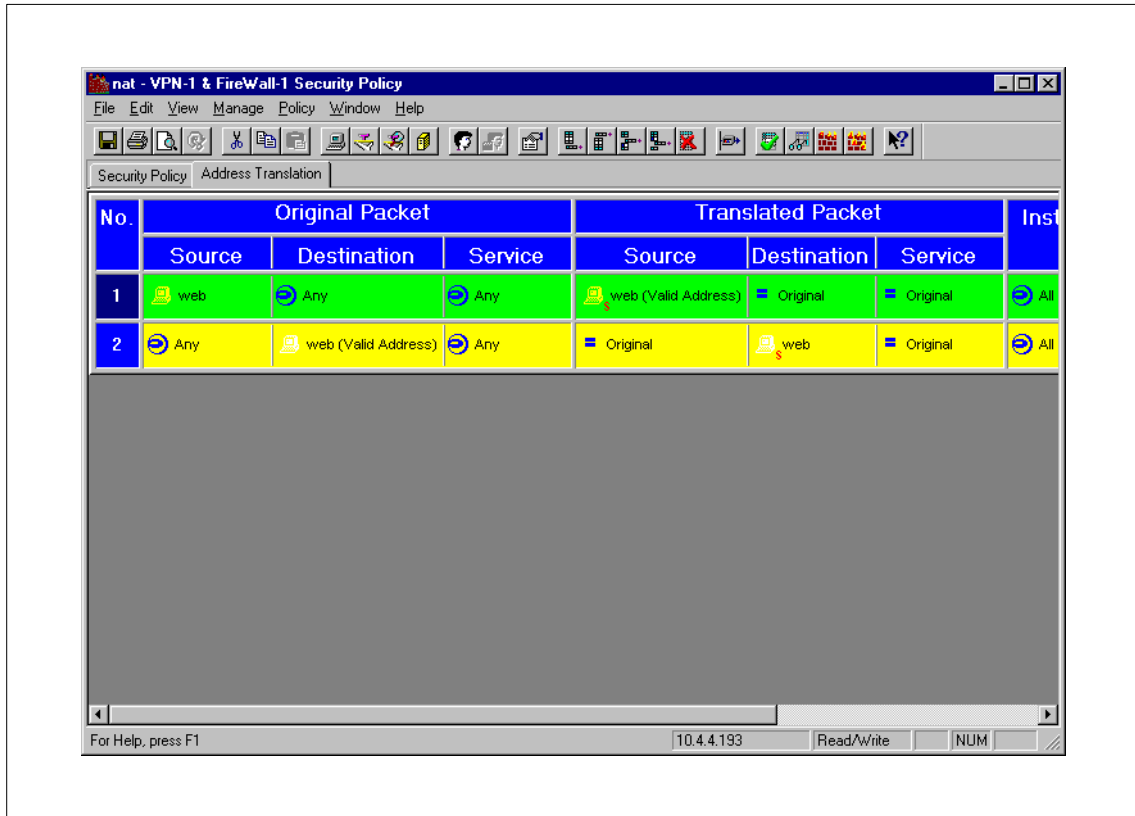 nat - VPN-1 & FireWall-1 Security Policy
File Edit View Manage Policy Window Help
Security Policy Address Translation
No. Original Packet Translated Packet Inst
Source Destination Service Source Destination Service
1 web Any Any S web (Valid Address) = Original = Original All
2 Any web (Valid Address) Any = Original S web = Original All
For Help, press F1 10.4.4.193 Read/Write NUM